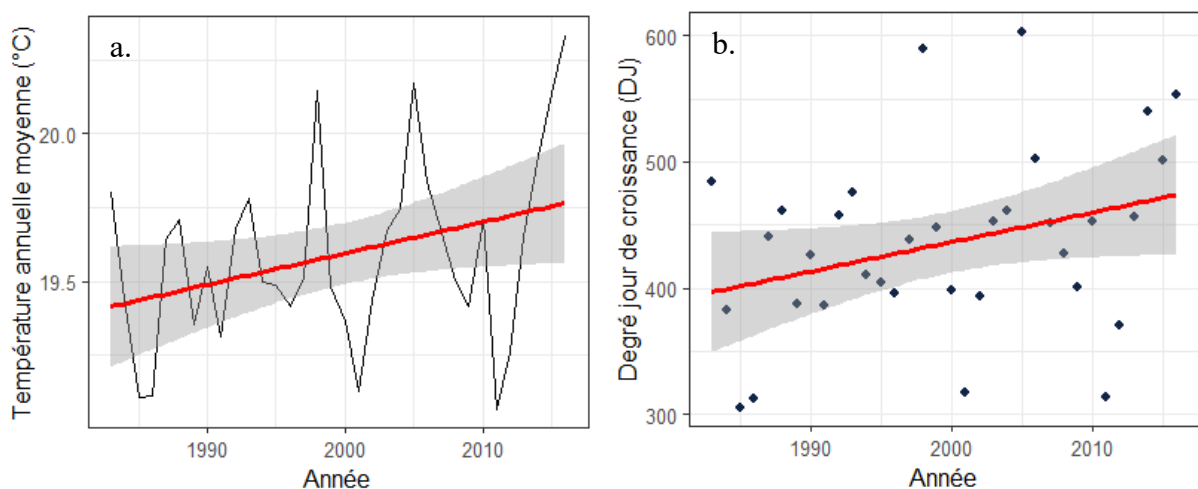 a.
Température annuelle moyenne (°C)
20.0
19.5
1990
2000
2010
Année
b.
Degré jour de croissance (DJ)
600
500
400
300
1990
2000
2010
Année